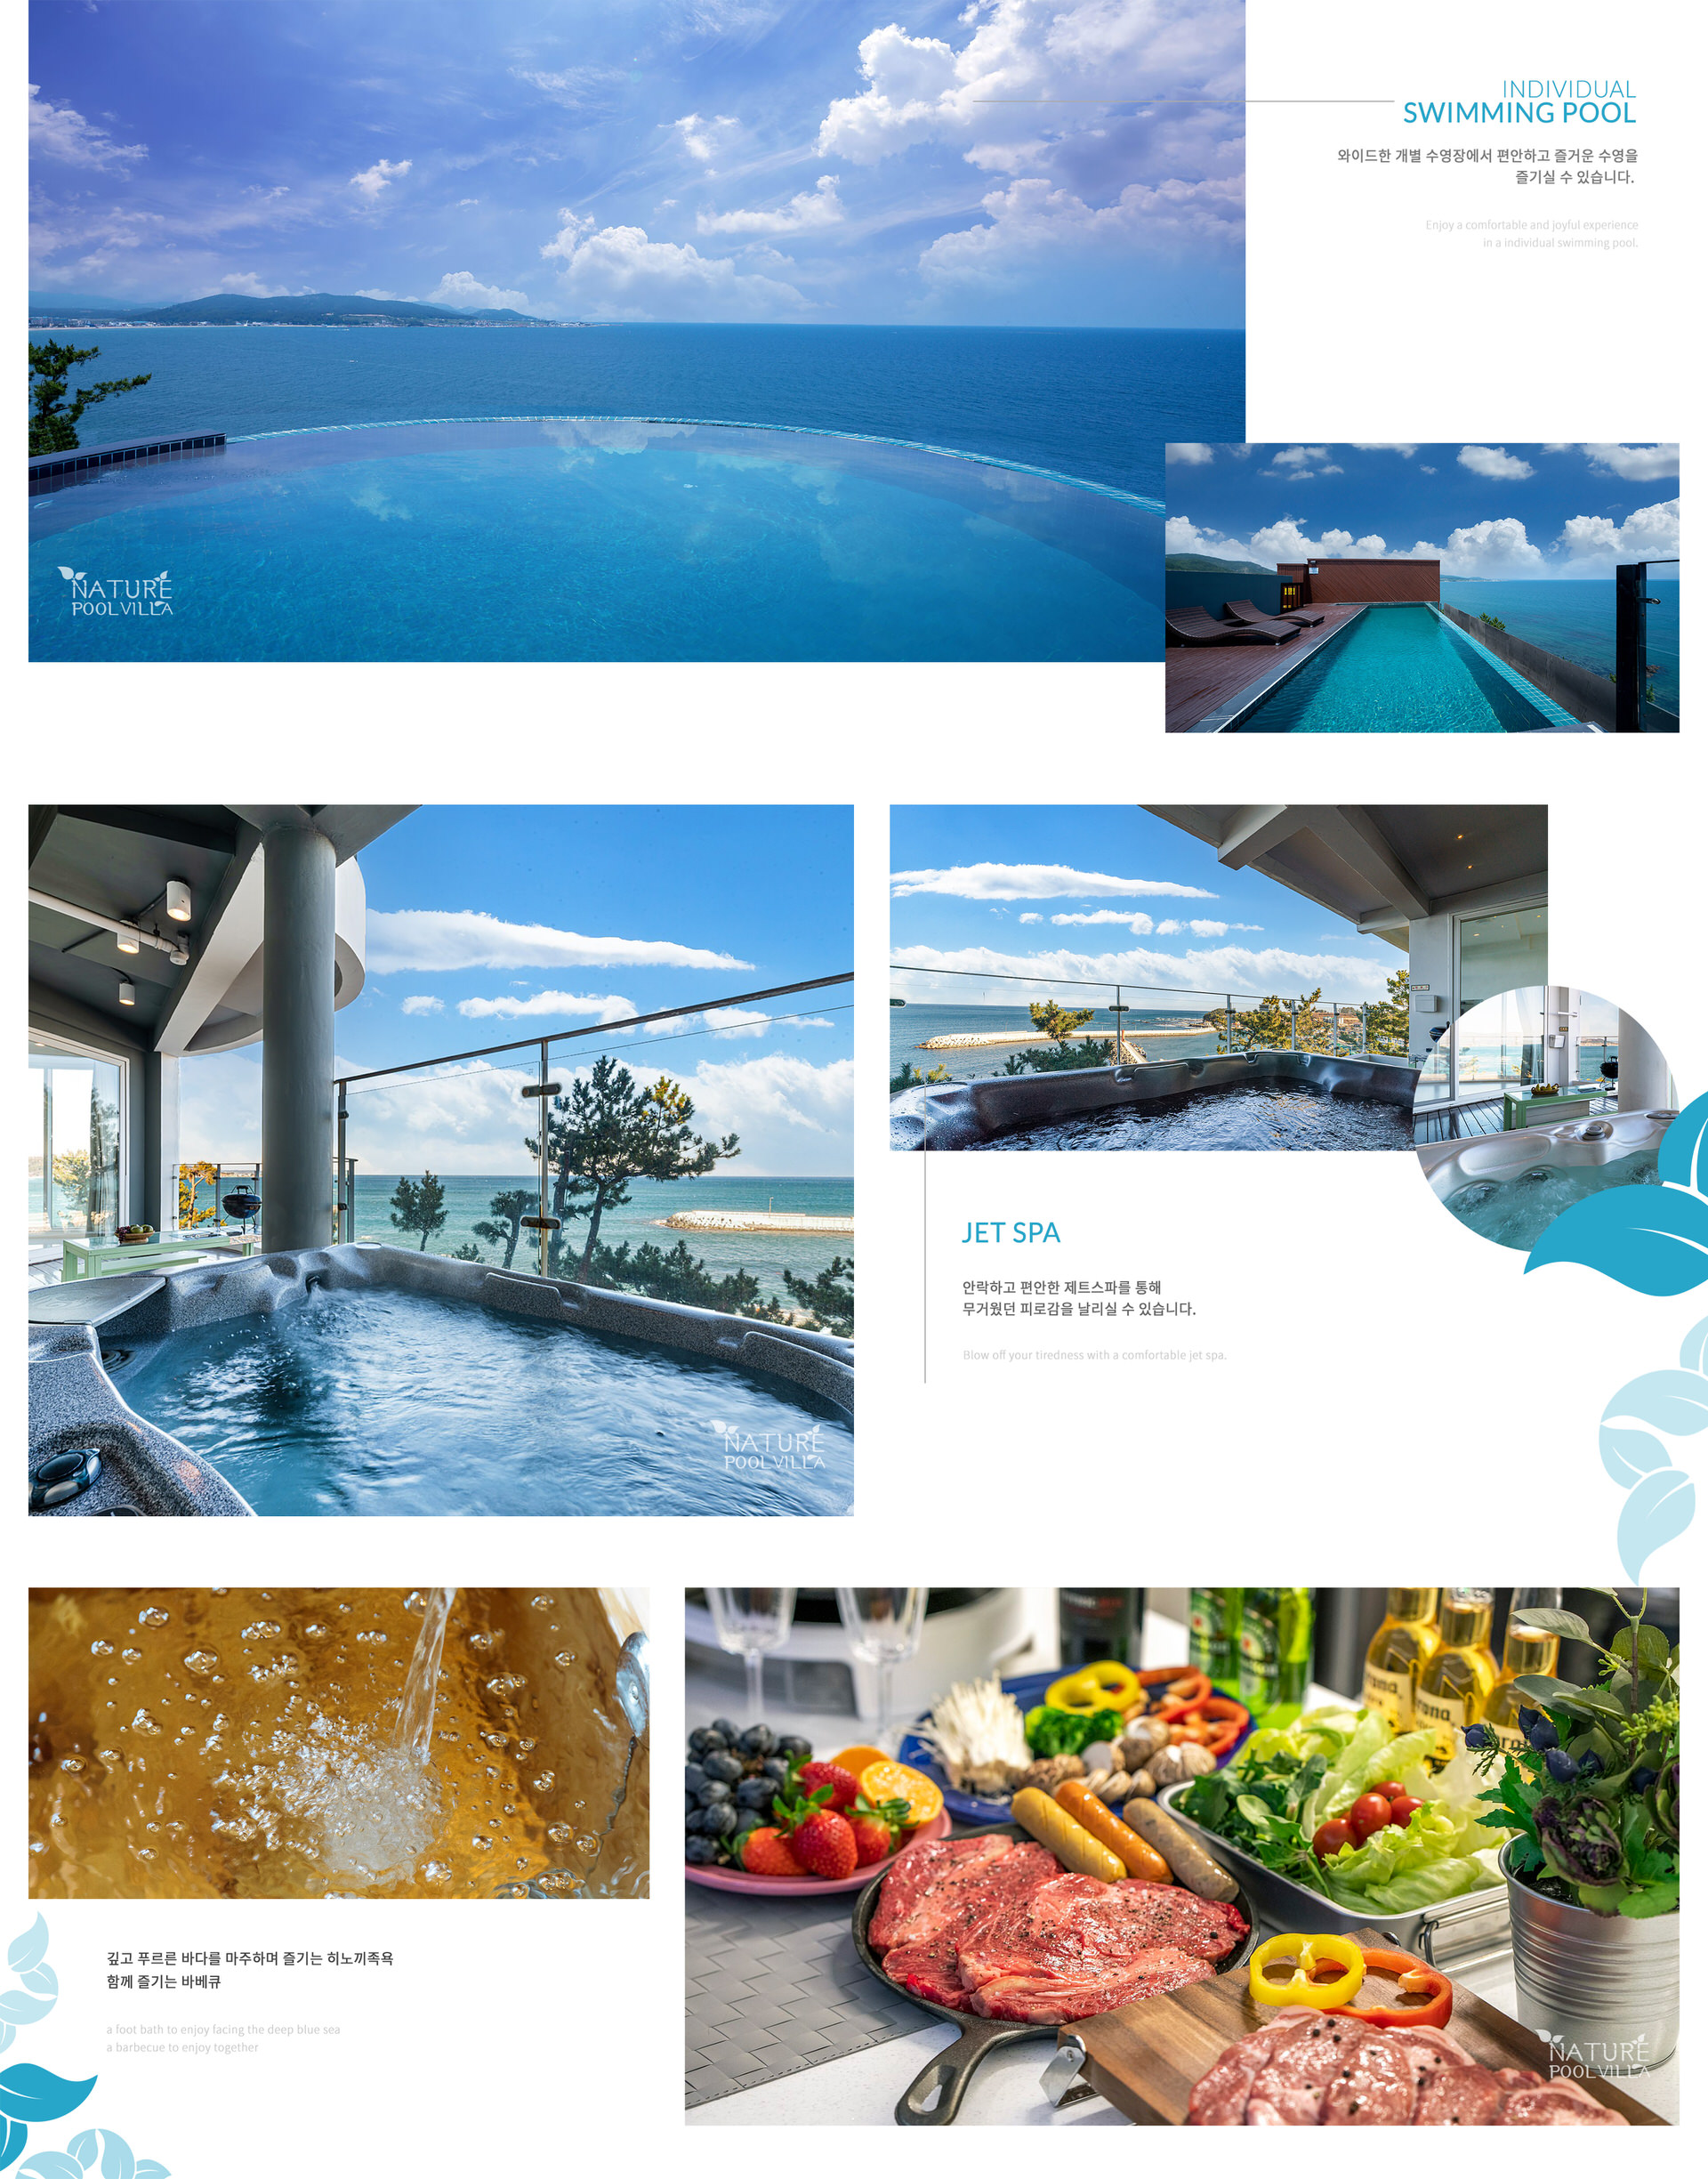 INDIVIDUAL
SWIMMING POOL
와이드한 개별 수영장에서 편안하고 즐거운 수영을
즐기실 수 있습니다.
Enjoy a comfortable and joyful experience
in a individual swimming pool.
NATURE
POOLVILLA
JET SPA
안락하고 편안한 제트스파를 통해
무거웠던 피로감을 날리실 수 있습니다.
Blow off your tiredness with a comfortable jet spa.
NATURE
POOLVILLA
깊고 푸르른 바다를 마주하며 즐기는 히노끼족욕
함께 즐기는 바베큐
a foot bath to enjoy facing the deep blue sea
a barbecue to enjoy together
NATURE
POOLVILLA